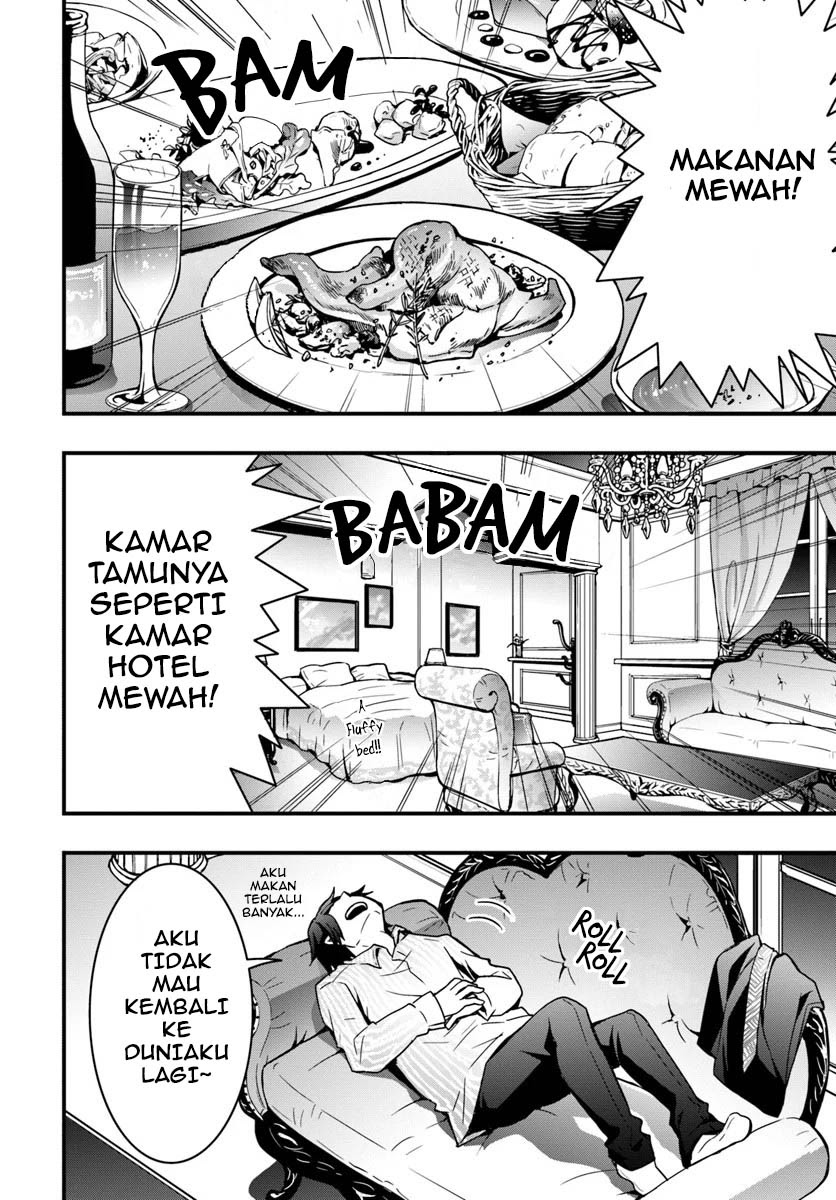 BAM
MAKANAN
MEWAH!
BABAM
KAMAR
TAMUNYA
SEPERTI
KAMAR
HOTEL
MEWAH!
A
Fluffy
bed!!
AKU
MAKAN
TERLALU
BANYAK...
AKU
TIDAK
MAU
KEMBALI
KE
DUNIAKU
LAGI~
ROLL
ROLL